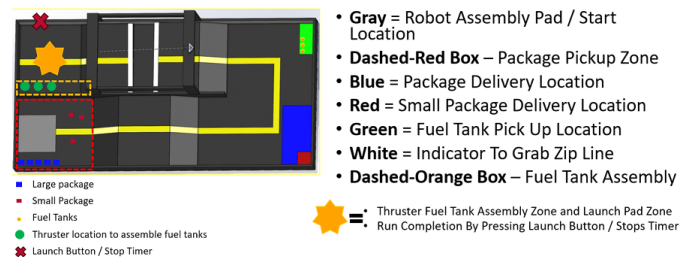 • Gray = Robot Assembly Pad / Start
Location
• Dashed-Red Box – Package Pickup Zone
• Blue = Package Delivery Location
• Red = Small Package Delivery Location
• Green = Fuel Tank Pick Up Location
• White = Indicator To Grab Zip Line
• Dashed-Orange Box – Fuel Tank Assembly
Large package
Small Package
Fuel Tanks
Thruster location to assemble fuel tanks
Launch Button / Stop Timer
=
• Thruster Fuel Tank Assembly Zone and Launch Pad Zone
• Run Completion By Pressing Launch Button / Stops Timer